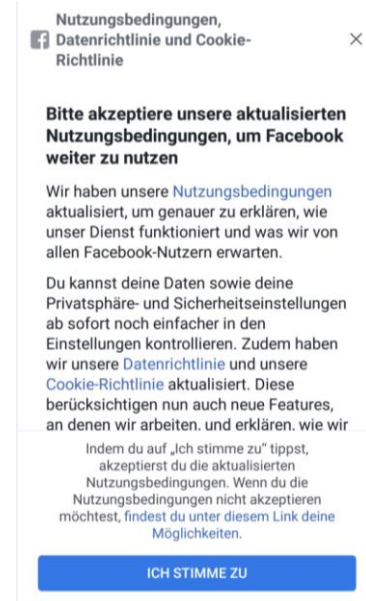 Nutzungsbedingungen,
Datenrichtlinie und Cookie-
Richtlinie
Bitte akzeptiere unsere aktualisierten
Nutzungsbedingungen, um Facebook
weiter zu nutzen
Wir haben unsere Nutzungsbedingungen
aktualisiert, um genauer zu erklären, wie
unser Dienst funktioniert und was wir von
allen Facebook-Nutzern erwarten.
Du kannst deine Daten sowie deine
Privatsphäre- und Sicherheitseinstellungen
ab sofort noch einfacher in den
Einstellungen kontrollieren. Zudem haben
wir unsere Datenrichtlinie und unsere
Cookie-Richtlinie aktualisiert. Diese
berücksichtigen nun auch neue Features,
an denen wir arbeiten, und erklären, wie wir
Indem du auf „Ich stimme zu" tippst,
akzeptierst du die aktualisierten
Nutzungsbedingungen. Wenn du die
Nutzungsbedingungen nicht akzeptieren
möchtest, findest du unter diesem Link deine
Möglichkeiten.
ICH STIMME ZU